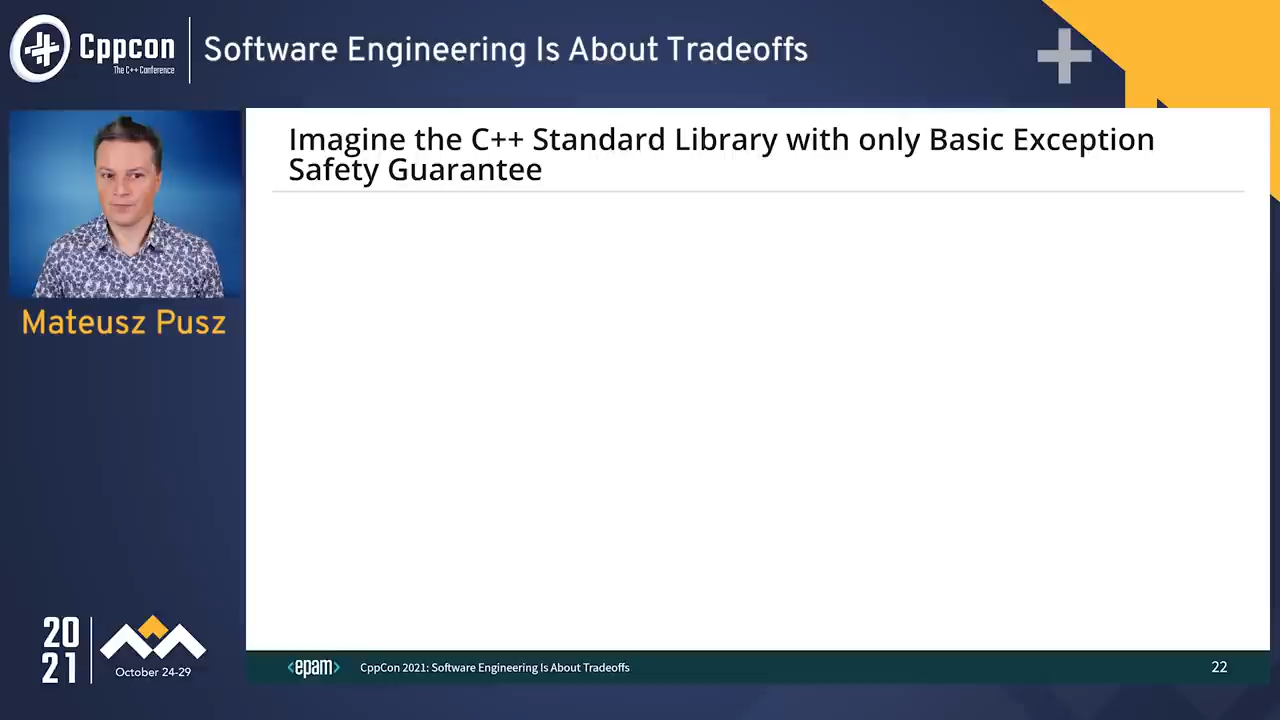 Cppcon
The C++ Conference
Software Engineering Is About Tradeoffs
Imagine the C++ Standard Library with only Basic Exception
Safety Guarantee
Mateusz Pusz
20
21
October 24-29
<epam>
CppCon 2021: Software Engineering Is About Tradeoffs
22